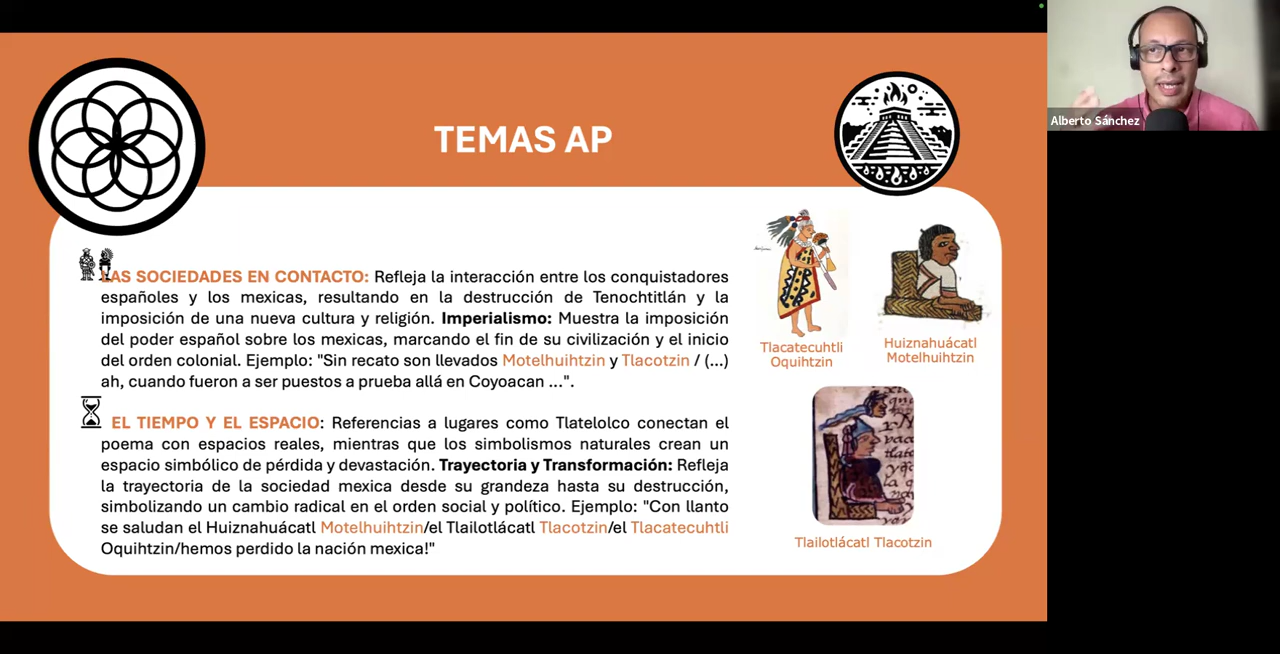 TEMAS AP
LAS SOCIEDADES EN CONTACTO: Refleja la interacción entre los conquistadores
españoles y los mexicas, resultando en la destrucción de Tenochtitlán y la
imposición de una nueva cultura y religión. Imperialismo: Muestra la imposición
del poder español sobre los mexicas, marcando el fin de su civilización y el inicio
del orden colonial. Ejemplo: "Sin recato son llevados Motelhuihtzin y Tlacotzin / (...)
ah, cuando fueron a ser puestos a prueba allá en Coyoacan ...".
EL TIEMPO Y EL ESPACIO: Referencias a lugares como Tlatelolco conectan el
poema con espacios reales, mientras que los simbolismos naturales crean un
espacio simbólico de pérdida y devastación. Trayectoria y Transformación: Refleja
la trayectoria de la sociedad mexica desde su grandeza hasta su destrucción,
simbolizando un cambio radical en el orden social y político. Ejemplo: "Con llanto
se saludan el Huiznahuácatl Motelhuihtzin/el Tlailotlácatl Tlacotzin/el Tlacatecuhtli
Oquihtzin/hemos perdido la nación mexica!"
Tlacatecuhtli
Oquihtzin
Huiznahuácatl
Motelhuihtzin
Tlailotlácatl Tlacotzin
Alberto Sánchez